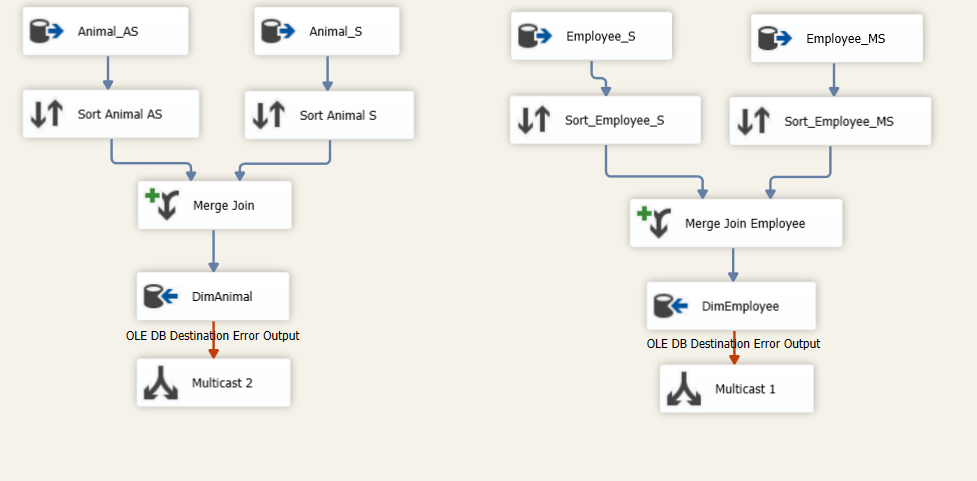 Animal_AS
Animal_S
Sort Animal AS
Sort Animal S
Merge Join
DimAnimal
OLE DB Destination Error Output
Multicast 2
Employee_S
Employee_MS
Sort_Employee_S
Sort_Employee_MS
Merge Join Employee
DimEmployee
OLE DB Destination Error Output
Multicast 1